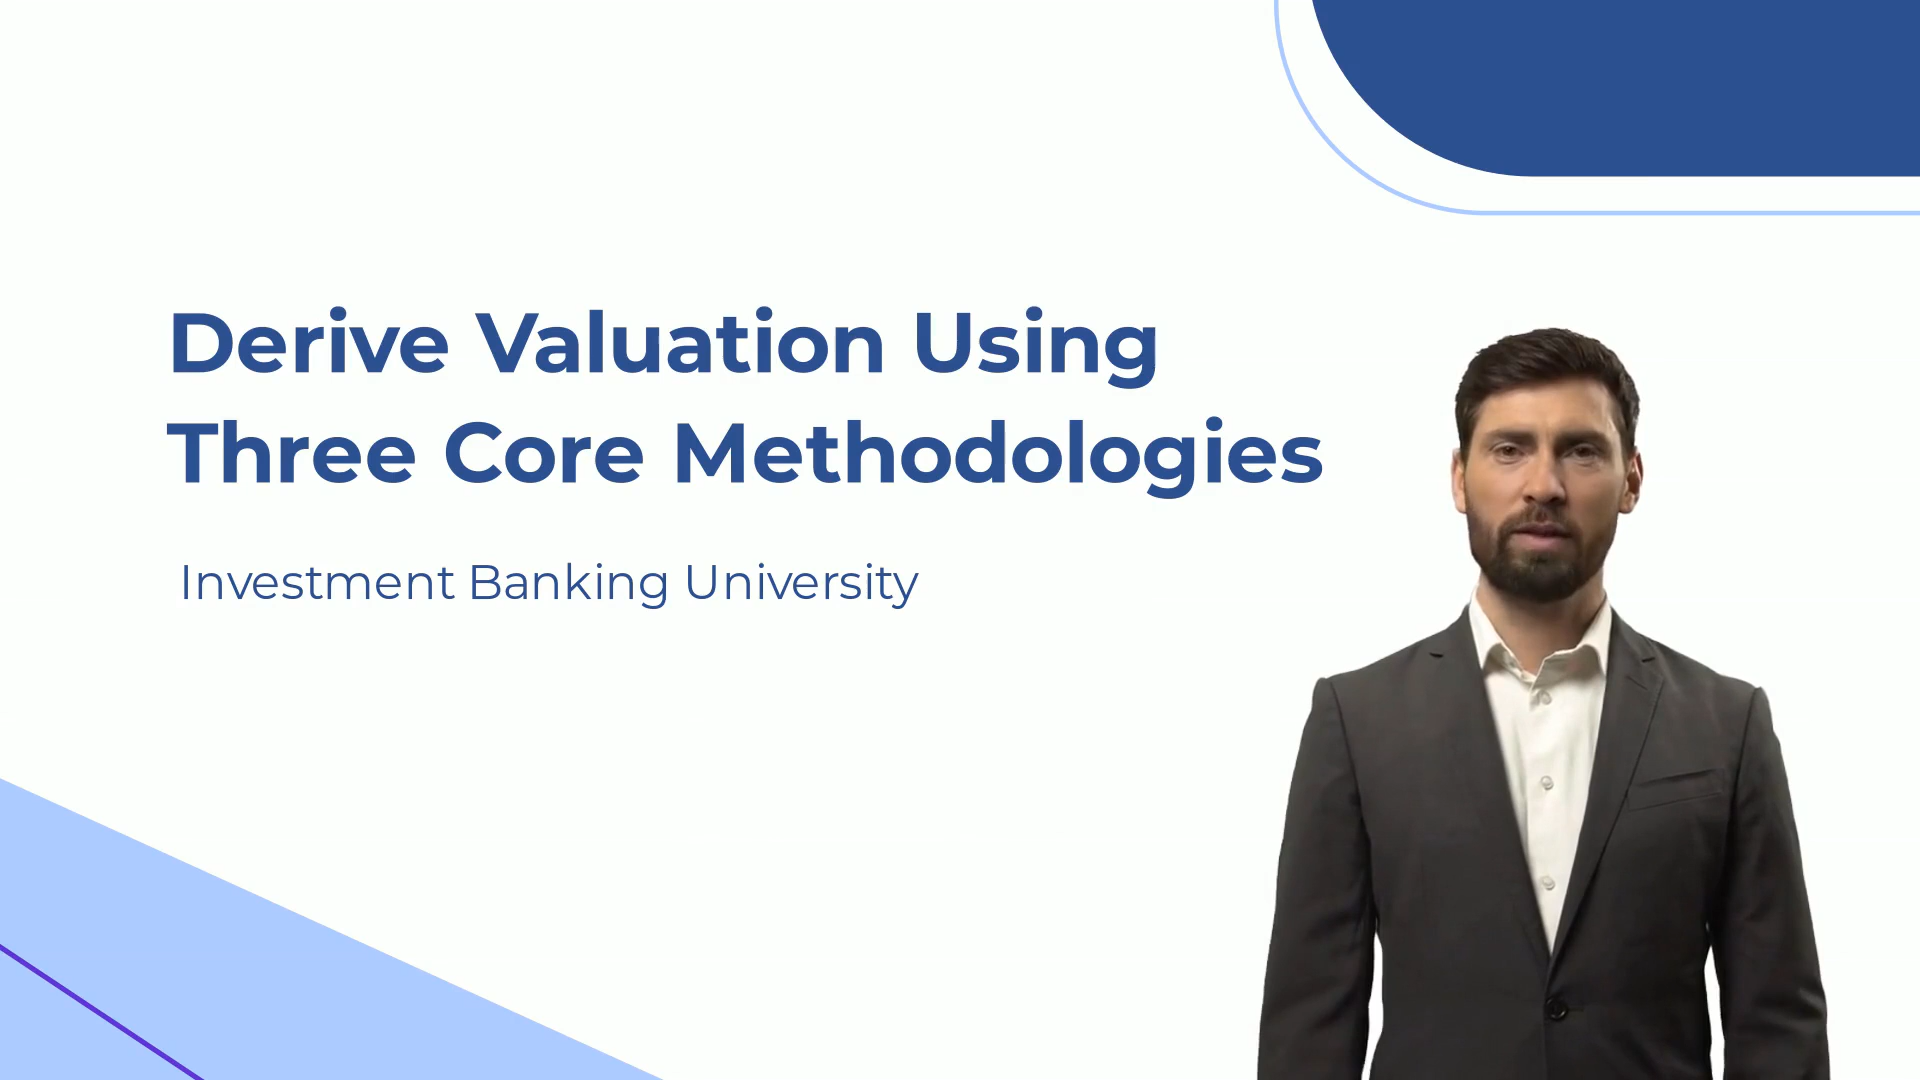 Derive Valuation Using
Three Core Methodologies
Investment Banking University